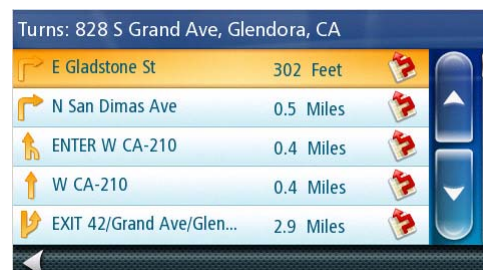 Turns: 828 S Grand Ave, Glendora, CA
E Gladstone St 302 Feet
N San Dimas Ave 0.5 Miles
ENTER W CA-210 0.4 Miles
W CA-210 0.4 Miles
EXIT 42/Grand Ave/Glen... 2.9 Miles